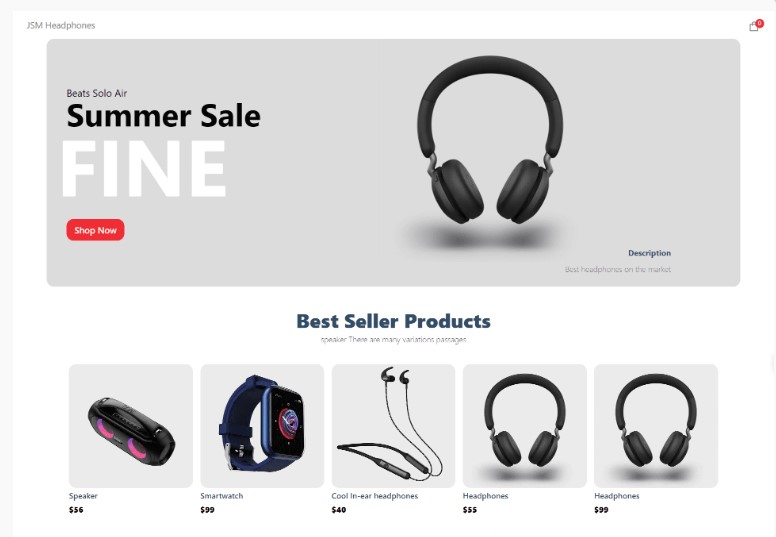 JSM Headphones
0
Beats Solo Air
Summer Sale
FINE
Shop Now
Description
Best headphones on the market
Best Seller Products
speaker There are many variations passages
Speaker
$56
Smartwatch
$99
Cool In-ear headphones
$40
Headphones
$55
Headphones
$99